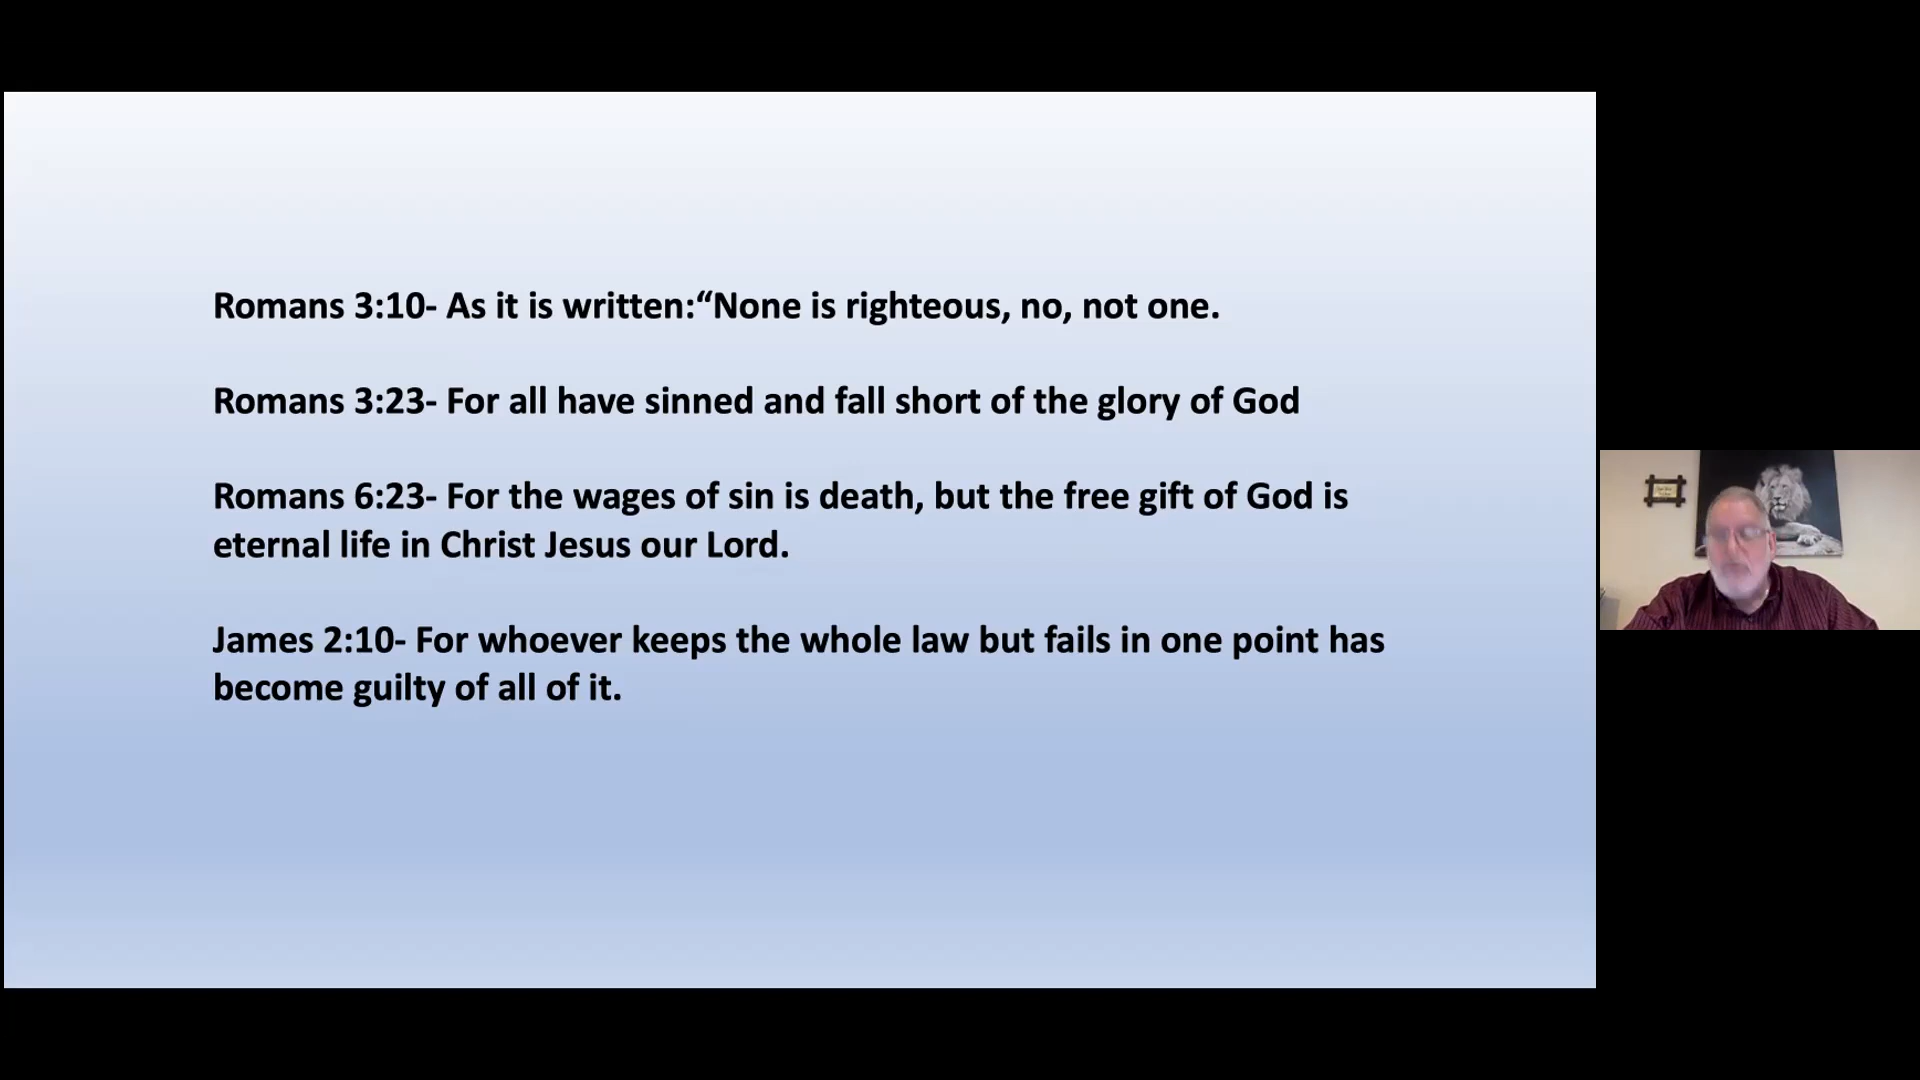 Romans 3:10- As it is written:“None is righteous, no, not one.
Romans 3:23- For all have sinned and fall short of the glory of God
Romans 6:23- For the wages of sin is death, but the free gift of God is
eternal life in Christ Jesus our Lord.
James 2:10- For whoever keeps the whole law but fails in one point has
become guilty of all of it.